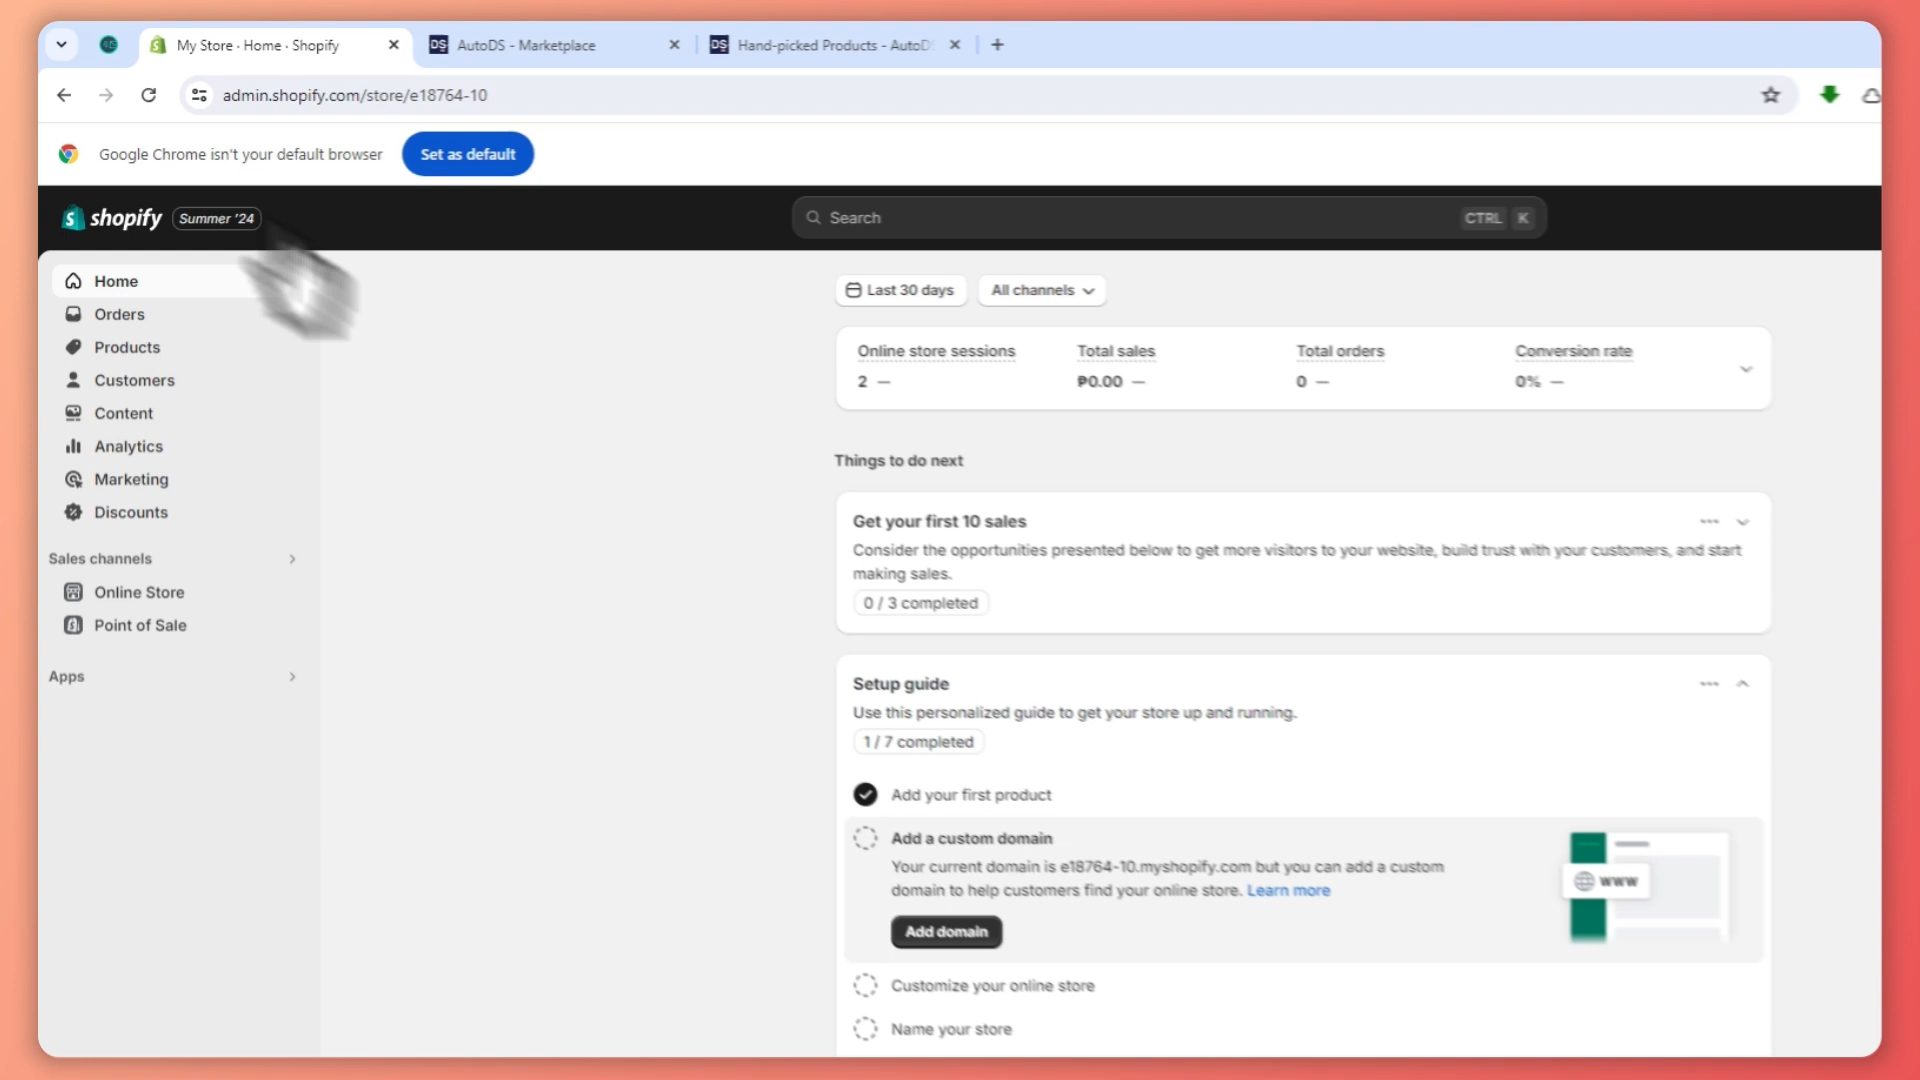 My Store · Home · Shopify
AutoDS - Marketplace
Hand-picked Products - AutoD
admin.shopify.com/store/e18764-10
Google Chrome isn't your default browser
Set as default
shopify
Summer '24
Search
CTRL K
Home
Orders
Products
Customers
Content
Analytics
Marketing
Discounts
Sales channels
Online Store
Point of Sale
Apps
Last 30 days
All channels
Online store sessions
2 —
Total sales
₱0.00 —
Total orders
0 —
Conversion rate
0% —
Things to do next
Get your first 10 sales
Consider the opportunities presented below to get more visitors to your website, build trust with your customers, and start
making sales.
0 / 3 completed
Setup guide
Use this personalized guide to get your store up and running.
1 / 7 completed
Add your first product
Add a custom domain
Your current domain is e18764-10.myshopify.com but you can add a custom
domain to help customers find your online store. Learn more
www
Add domain
Customize your online store
Name your store